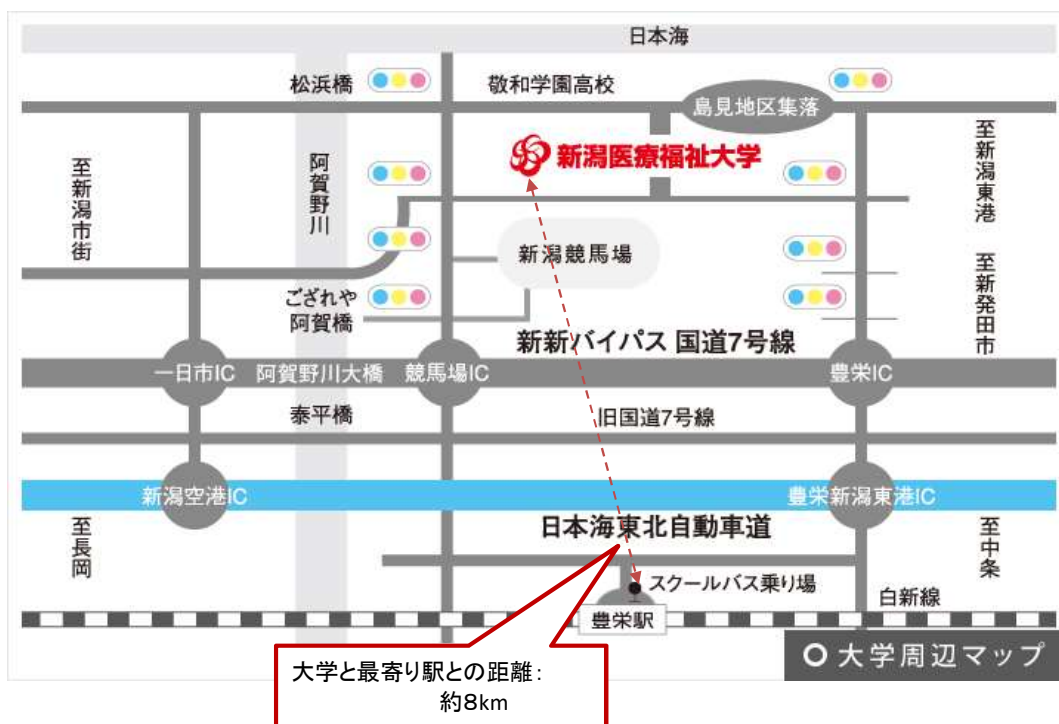 日本海
松浜橋
敬和学園高校
島見地区集落
新潟医療福祉大学
至新潟市街
阿賀野川
至新潟東港
新潟競馬場
ござれや
阿賀橋
至新発田市
新新バイパス 国道7号線
一日市IC
阿賀野川大橋
競馬場IC
豊栄IC
泰平橋
旧国道7号線
新潟空港IC
豊栄新潟東港IC
至長岡
日本海東北自動車道
至中条
スクールバス乗り場
白新線
豊栄駅
大学周辺マップ
大学と最寄り駅との距離：
約8km